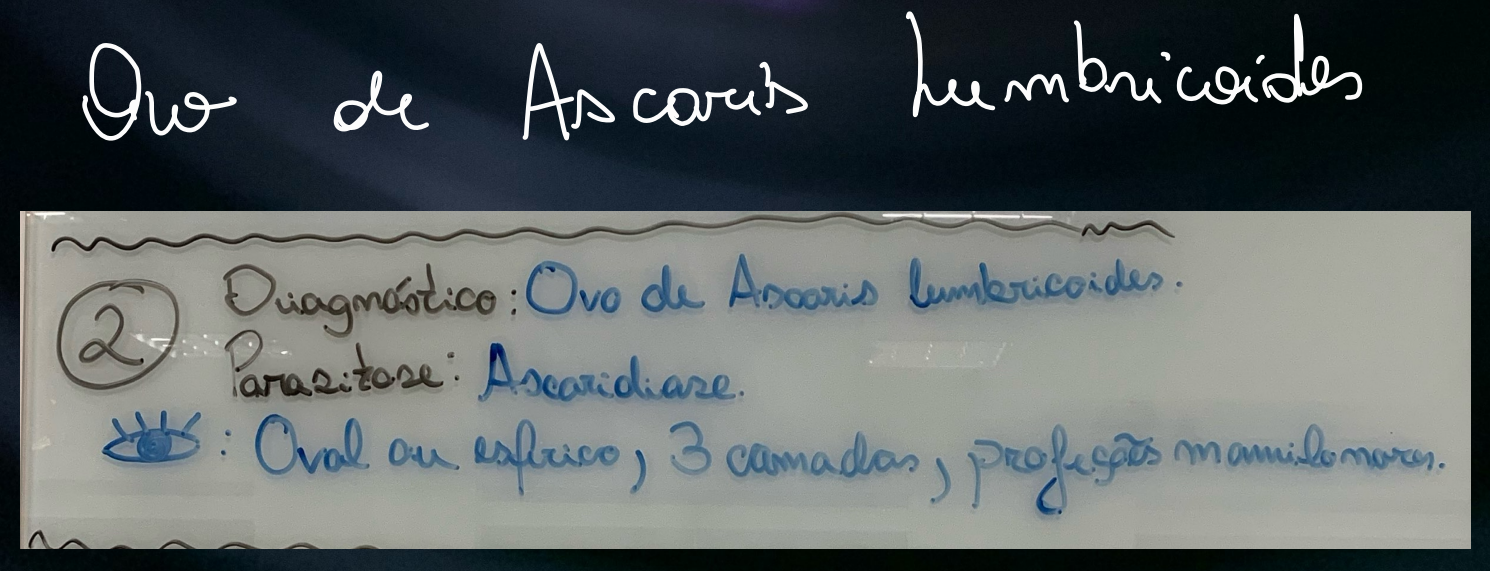 Ovo de Ascaris Lumbricoides
2 Diagnóstico: Ovo de Ascaris lumbricoides.
Parasitose: Ascaridiase.
: Oval ou esférico, 3 camadas, projeções mamilonares.